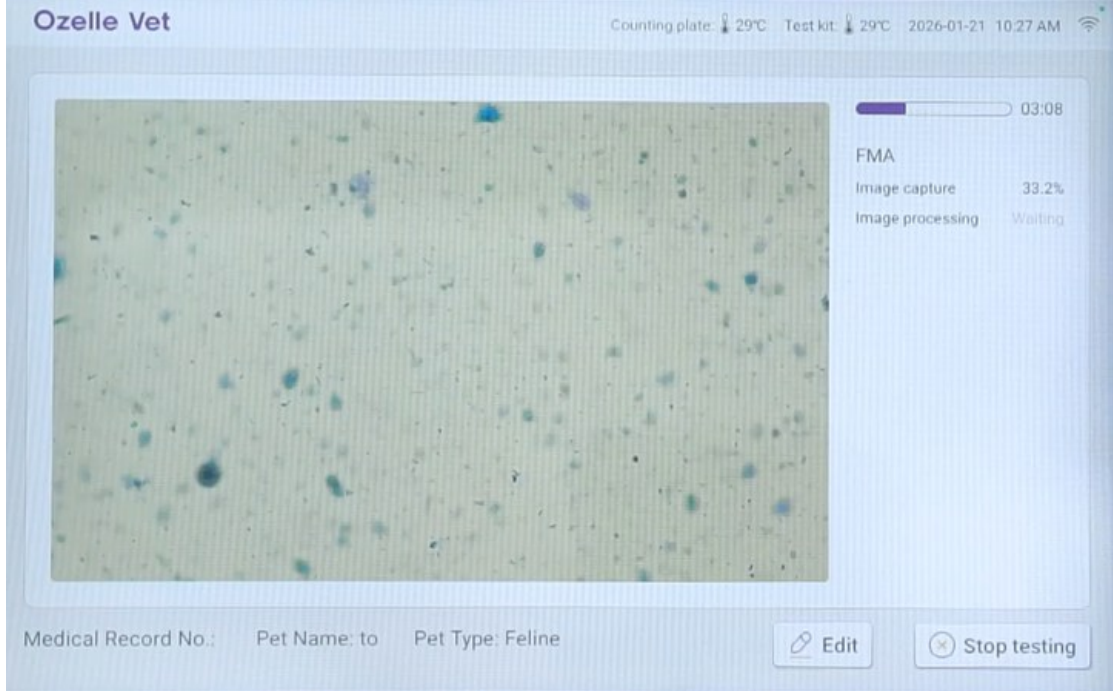 Ozelle Vet
Counting plate: 29℃ Test kit: 29℃ 2026-01-21 10:27 AM
03:08
FMA
Image capture 33.2%
Image processing Waiting
Medical Record No.: Pet Name: to Pet Type: Feline
Edit
Stop testing